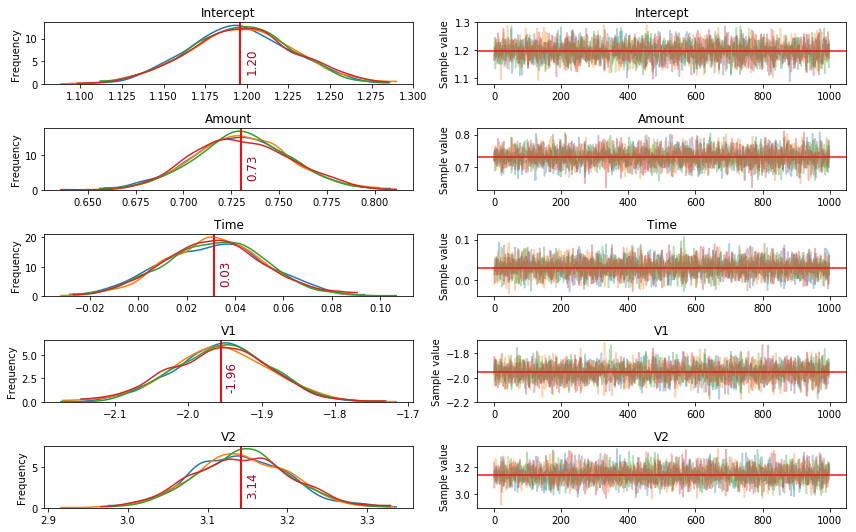 Intercept
Frequency
10
5
0
1.20
1.100 1.125 1.150 1.175 1.200 1.225 1.250 1.275 1.300
Intercept
Sample value
1.3
1.2
1.1
0 200 400 600 800 1000
Amount
Frequency
10
0
0.73
0.650 0.675 0.700 0.725 0.750 0.775 0.800
Amount
Sample value
0.8
0.7
0 200 400 600 800 1000
Time
Frequency
20
10
0
0.03
−0.02 0.00 0.02 0.04 0.06 0.08 0.10
Time
Sample value
0.1
0.0
0 200 400 600 800 1000
V1
Frequency
5.0
2.5
0.0
-1.96
−2.1 −2.0 −1.9 −1.8 −1.7
V1
Sample value
−1.8
−2.0
−2.2
0 200 400 600 800 1000
V2
Frequency
5
0
3.14
2.9 3.0 3.1 3.2 3.3
V2
Sample value
3.2
3.0
0 200 400 600 800 1000